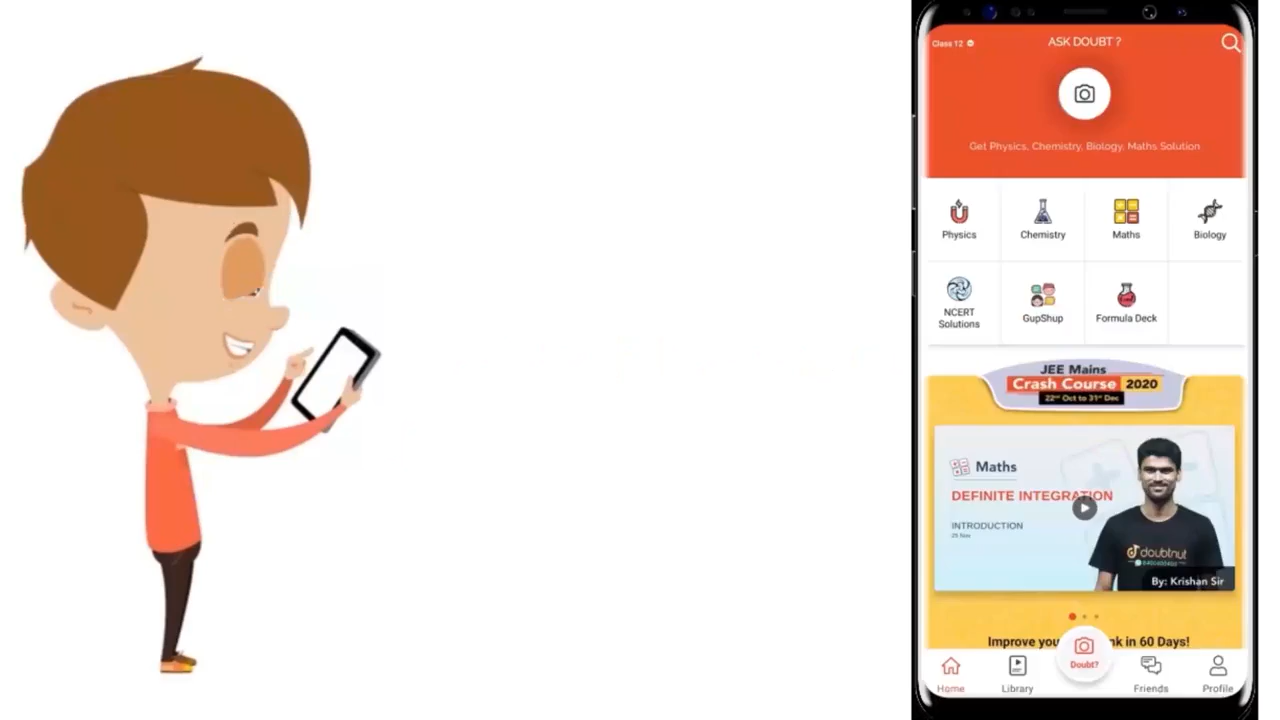 Class 12
ASK DOUBT ?
Get Physics, Chemistry, Biology, Maths Solution
Physics
Chemistry
Maths
Biology
NCERT
Solutions
GupShup
Formula Deck
JEE Mains
Crash Course 2020
22nd Oct to 31st Dec
Maths
DEFINITE INTEGRATION
INTRODUCTION
doubtnut
By: Krishan Sir
Improve you nk in 60 Days!
Doubt?
Home
Library
Friends
Profile